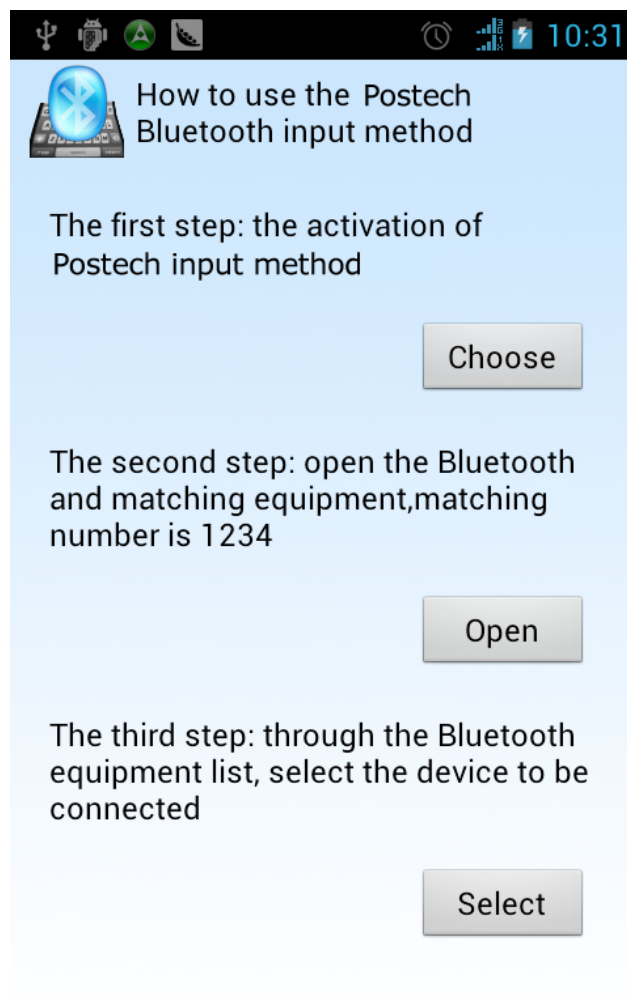 10:31
How to use the Postech
Bluetooth input method
The first step: the activation of
Postech input method
Choose
The second step: open the Bluetooth
and matching equipment,matching
number is 1234
Open
The third step: through the Bluetooth
equipment list, select the device to be
connected
Select